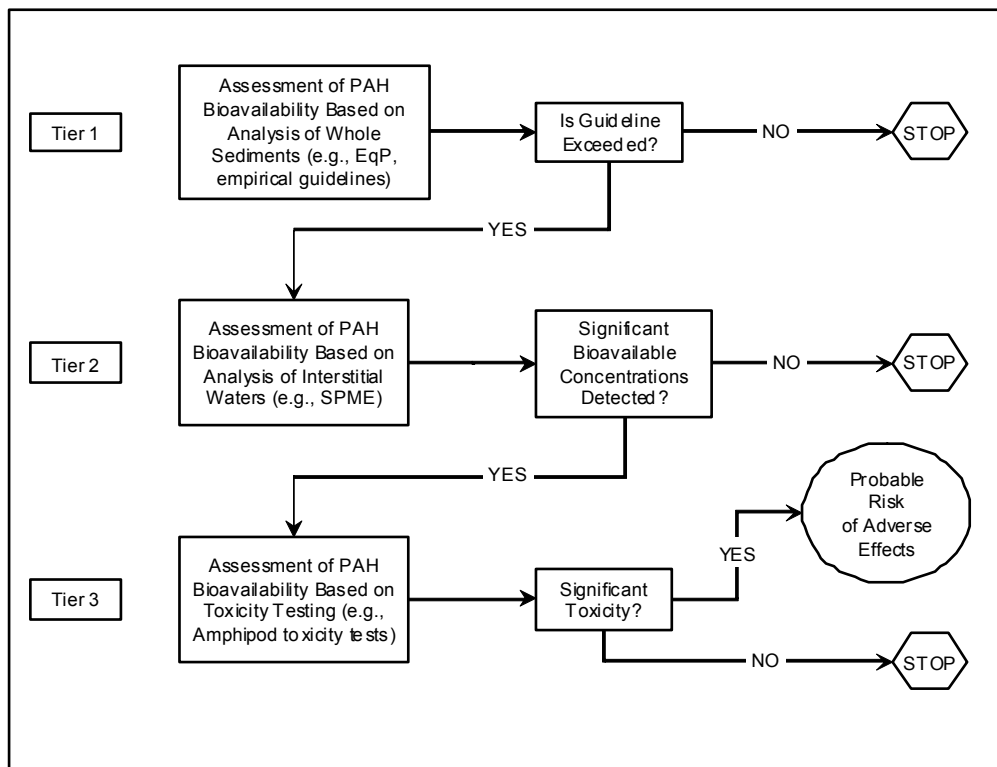 Tier 1
Assessment of PAH
Bioavailability Based on
Analysis of Whole
Sediments (e.g., EqP,
empirical guidelines)
Is Guideline
Exceeded?
NO
STOP
YES
Tier 2
Assessment of PAH
Bioavailability Based on
Analysis of Interstitial
Waters (e.g., SPME)
Significant
Bioavailable
Concentrations
Detected?
NO
STOP
YES
Tier 3
Assessment of PAH
Bioavailability Based on
Toxicity Testing (e.g.,
Amphipod toxicity tests)
Significant
Toxicity?
YES
Probable
Risk
of Adverse
Effects
NO
STOP